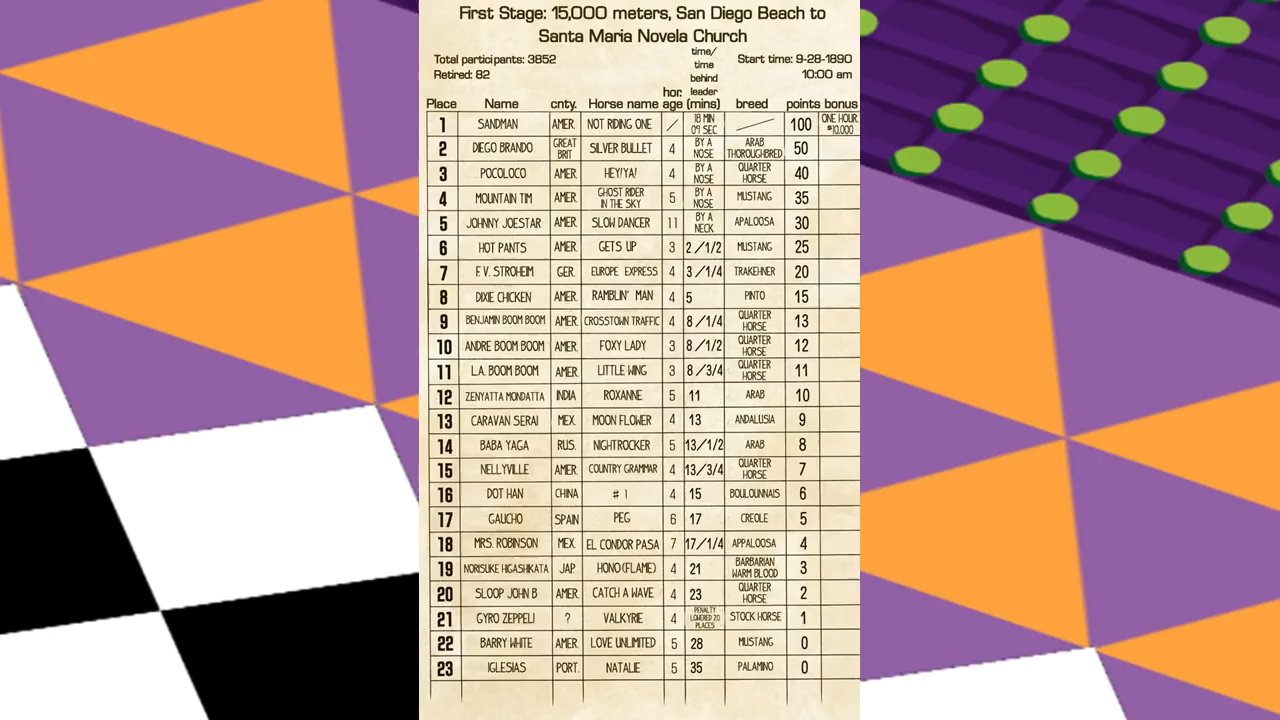 First Stage: 15,000 meters, San Diego Beach to
Santa Maria Novela Church
Total participants: 3852
Retired: 82
Start time: 9-28-1890
10:00 am
Place Name cnty. Horse name hor. age time/ time behind leader (mins) breed points bonus
1 SANDMAN AMER. NOT RIDING ONE / 18 MIN 09 SEC / 100 ONE HOUR, $10,000
2 DIEGO BRANDO GREAT BRIT SILVER BULLET 4 BY A NOSE ARAB THOROUGHBRED 50
3 POCOLOCO AMER. HEY!YA! 4 BY A NOSE QUARTER HORSE 40
4 MOUNTAIN TIM AMER. GHOST RIDER IN THE SKY 5 BY A NOSE MUSTANG 35
5 JOHNNY JOESTAR AMER. SLOW DANCER 11 BY A NECK APALOOSA 30
6 HOT PANTS AMER. GETS UP 3 2/1/2 MUSTANG 25
7 F.V. STROHEIM GER. EUROPE EXPRESS 4 3/1/4 TRAKEHNER 20
8 DIXIE CHICKEN AMER. RAMBLIN' MAN 4 5 PINTO 15
9 BENJAMIN BOOM BOOM AMER. CROSSTOWN TRAFFIC 4 8/1/4 QUARTER HORSE 13
10 ANDRE BOOM BOOM AMER. FOXY LADY 3 8/1/2 QUARTER HORSE 12
11 L.A. BOOM BOOM AMER. LITTLE WING 3 8/3/4 QUARTER HORSE 11
12 ZENYATTA MONDATTA INDIA ROXANNE 5 11 ARAB 10
13 CARAVAN SERAI MEX. MOON FLOWER 4 13 ANDALUSIA 9
14 BABA YAGA RUS. NIGHTROCKER 5 13/1/2 ARAB 8
15 NELLYVILLE AMER. COUNTRY GRAMMAR 4 13/3/4 QUARTER HORSE 7
16 DOT HAN CHINA # 1 4 15 BOULOUNNAIS 6
17 GAUCHO SPAIN PEG 6 17 CREOLE 5
18 MRS. ROBINSON MEX. EL CONDOR PASA 7 17/1/4 APPALOOSA 4
19 NORISUKE HIGASHIKATA JAP HONO(FLAME) 4 21 BARBARIAN WARM BLOOD 3
20 SLOOP JOHN B AMER. CATCH A WAVE 4 23 QUARTER HORSE 2
21 GYRO ZEPPELI ? VALKYRIE 4 PENALTY LOWERED 20 PLACES STOCK HORSE 1
22 BARRY WHITE AMER. LOVE UNLIMITED 5 28 MUSTANG 0
23 IGLESIAS PORT. NATALIE 5 35 PALAMINO 0